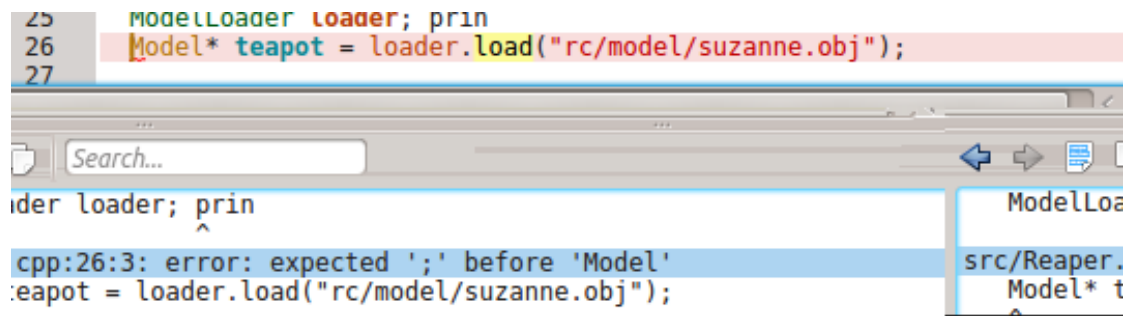 25 ModelLoader loader; prin
26 Model* teapot = loader.load("rc/model/suzanne.obj");
27
Search...
der loader; prin
^
cpp:26:3: error: expected ';' before 'Model'
eapot = loader.load("rc/model/suzanne.obj");
ModelLoa
src/Reaper.
Model* t
^